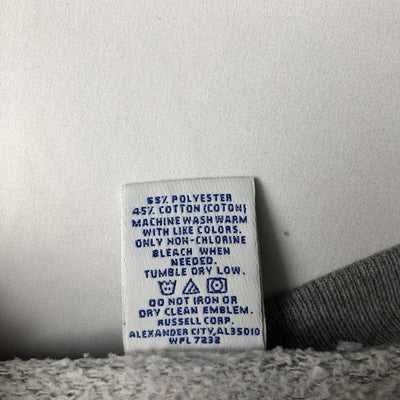 55% POLYESTER
45% COTTON (COTON)
MACHINE WASH WARM
WITH LIKE COLORS.
ONLY NON-CHLORINE
BLEACH WHEN
NEEDED.
TUMBLE DRY LOW.
DO NOT IRON OR
DRY CLEAN EMBLEM.
RUSSELL CORP.
ALEXANDER CITY, AL35010
WPL 7232